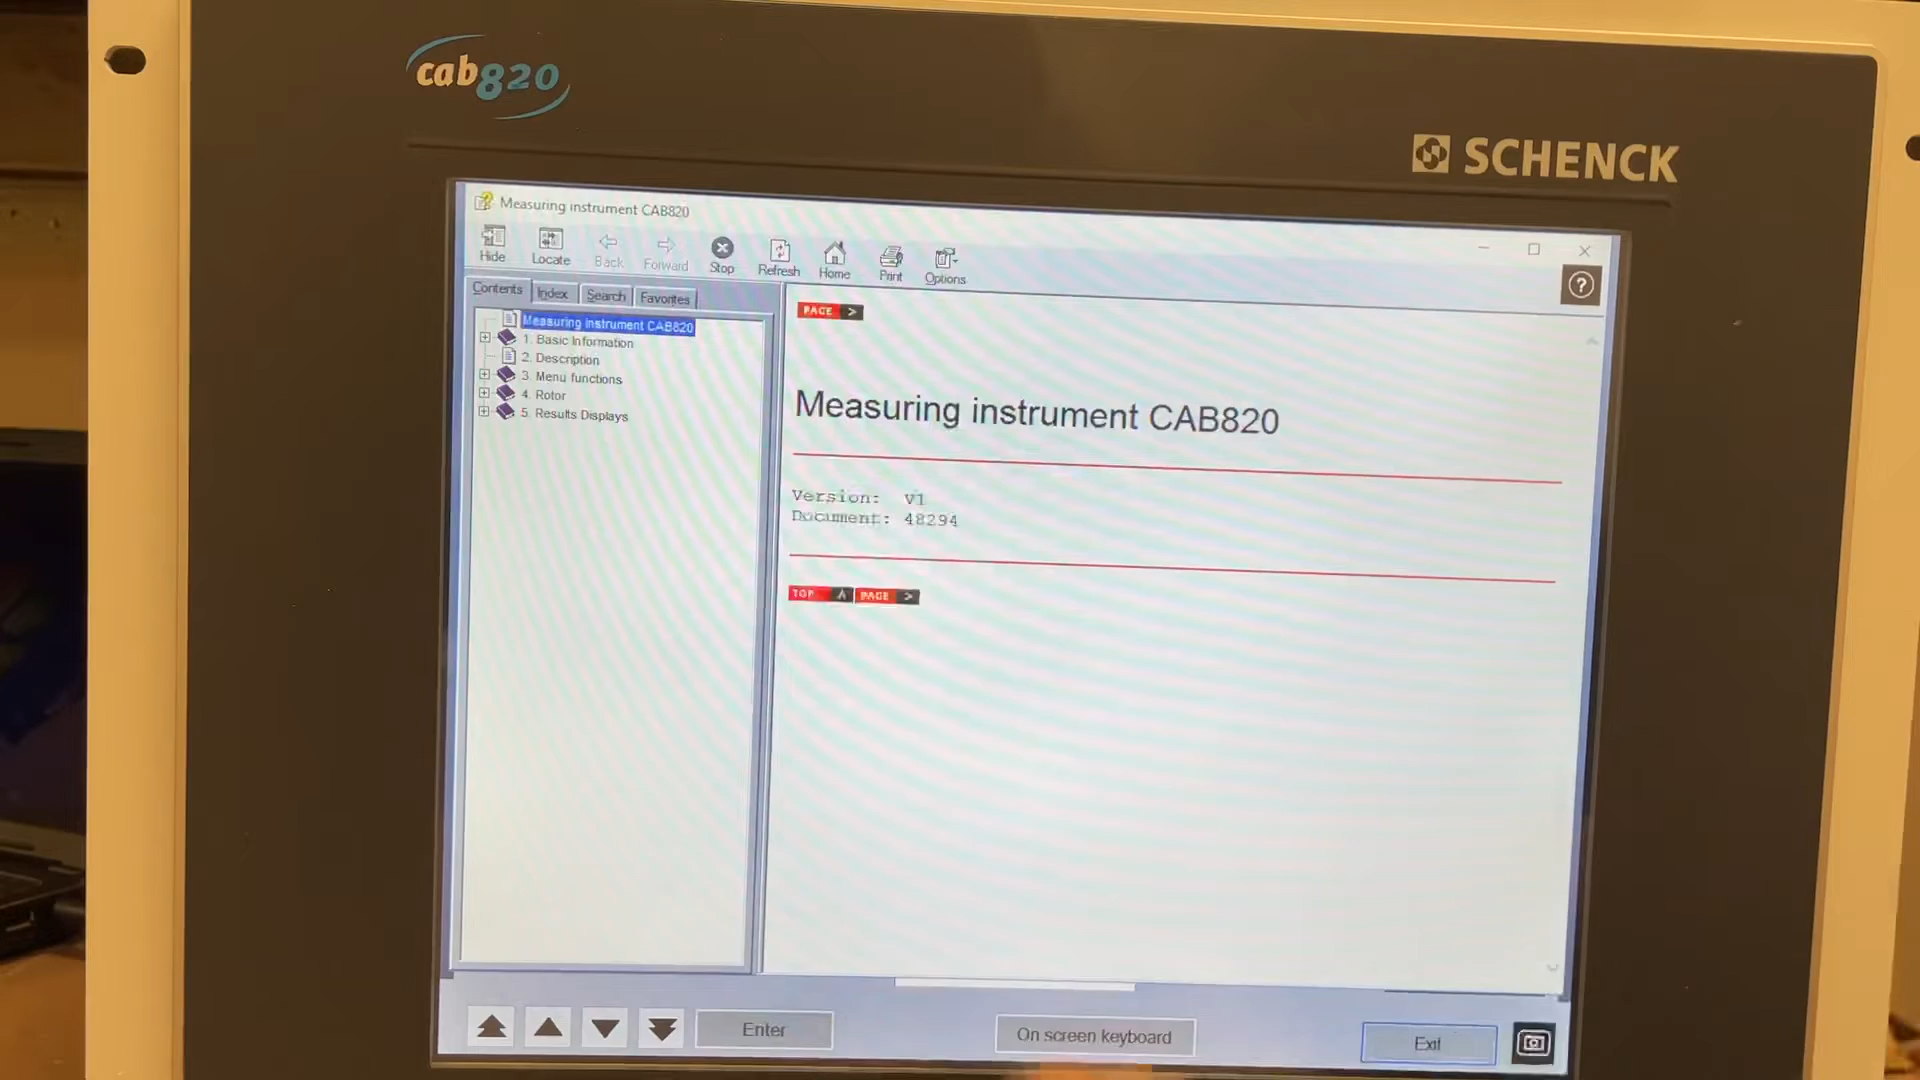 cab820
SCHENCK
Measuring instrument CAB820
Hide Locate Back Forward Stop Refresh Home Print Options
?
Contents Index Search Favorites
Measuring instrument CAB820
1. Basic Information
2. Description
3. Menu functions
4. Rotor
5. Results Displays
PAGE >
Measuring instrument CAB820
Version: V1
Document: 48294
TOP PAGE >
Enter
On screen keyboard
Exit